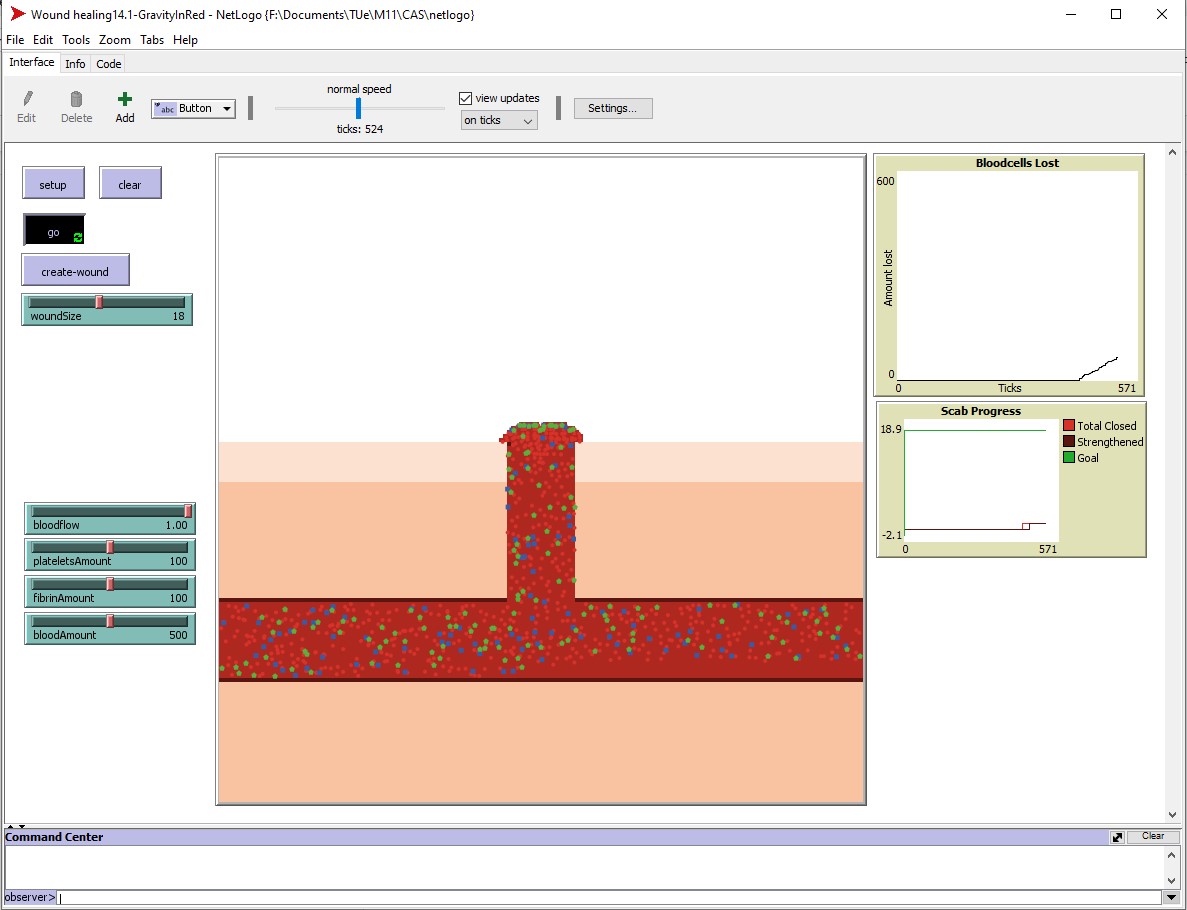 Wound healing14.1-GravityInRed - NetLogo {F:\Documents\TUe\M11\CAS\netlogo}
File Edit Tools Zoom Tabs Help
Interface Info Code
Edit Delete Add abc Button
normal speed
ticks: 524
view updates
on ticks
Settings...
setup clear
go
create-wound
woundSize 18
bloodflow 1.00
plateletsAmount 100
fibrinAmount 100
bloodAmount 500
Bloodcells Lost
600
Amount lost
0
0 Ticks 571
Scab Progress
18.9
-2.1
0 571
Total Closed
Strengthened
Goal
Command Center Clear
observer>